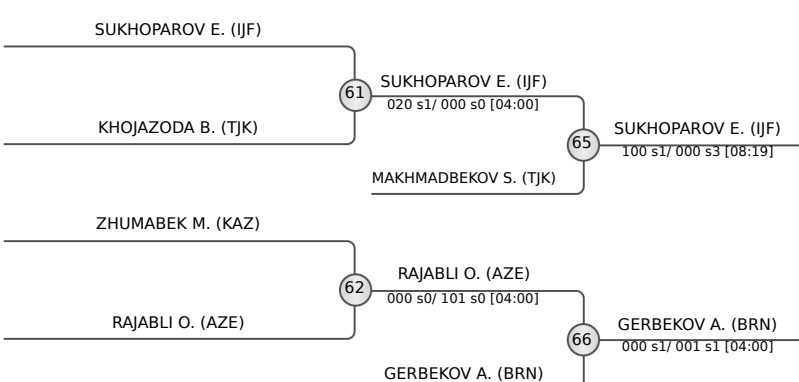 SUKHOPAROV E. (IJF)
61
SUKHOPAROV E. (IJF)
020 s1/ 000 s0 [04:00]
KHOJAZODA B. (TJK)
65
SUKHOPAROV E. (IJF)
100 s1/ 000 s3 [08:19]
MAKHMADBEKOV S. (TJK)
ZHUMABEK M. (KAZ)
62
RAJABLI O. (AZE)
000 s0/ 101 s0 [04:00]
RAJABLI O. (AZE)
66
GERBEKOV A. (BRN)
000 s1/ 001 s1 [04:00]
GERBEKOV A. (BRN)